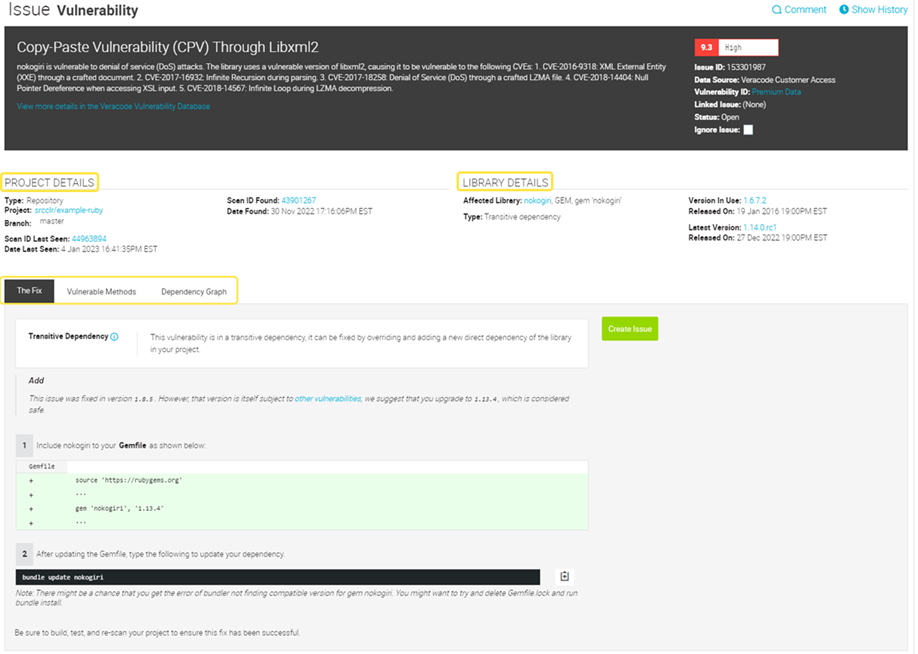 Issue Vulnerability
Comment Show History
Copy-Paste Vulnerability (CPV) Through Libxml2
nokogiri is vulnerable to denial of service (DoS) attacks. The library uses a vulnerable version of libxml2, causing it to be vulnerable to the following CVEs: 1. CVE-2016-9318: XML External Entity
(XXE) through a crafted document. 2. CVE-2017-16932: Infinite Recursion during parsing. 3. CVE-2017-18258: Denial of Service (DoS) through a crafted LZMA file. 4. CVE-2018-14404: Null
Pointer Dereference when accessing XSL input. 5. CVE-2018-14567: Infinite Loop during LZMA decompression.
View more details in the Veracode Vulnerability Database
9.3 High
Issue ID: 153301987
Data Source: Veracode Customer Access
Vulnerability ID: Premium Data
Linked Issue: (None)
Status: Open
Ignore Issue:
PROJECT DETAILS
Type: Repository
Project: srcclr/example-ruby
Branch: master
Scan ID Last Seen: 44963894
Date Last Seen: 4 Jan 2023 16:41:35PM EST
Scan ID Found: 43901267
Date Found: 30 Nov 2022 17:16:06PM EST
LIBRARY DETAILS
Affected Library: nokogiri, GEM, gem 'nokogiri'
Type: Transitive dependency
Version In Use: 1.6.7.2
Released On: 19 Jan 2016 19:00PM EST
Latest Version: 1.14.0.rc1
Released On: 27 Dec 2022 19:00PM EST
The Fix Vulnerable Methods Dependency Graph
Transitive Dependency
This vulnerability is in a transitive dependency, it can be fixed by overriding and adding a new direct dependency of the library
in your project.
Create Issue
Add
This issue was fixed in version 1.8.5. However, that version is itself subject to other vulnerabilities, we suggest that you upgrade to 1.13.4, which is considered
safe.
1 Include nokogiri to your Gemfile as shown below:
Gemfile
+ source 'https://rubygems.org'
+ ...
+ gem 'nokogiri', '1.13.4'
+ ...
2 After updating the Gemfile, type the following to update your dependency.
bundle update nokogiri
Note: There might be a chance that you get the error of bundler not finding compatible version for gem nokogiri. You might want to try and delete Gemfile.lock and run
bundle install.
Be sure to build, test, and re-scan your project to ensure this fix has been successful.